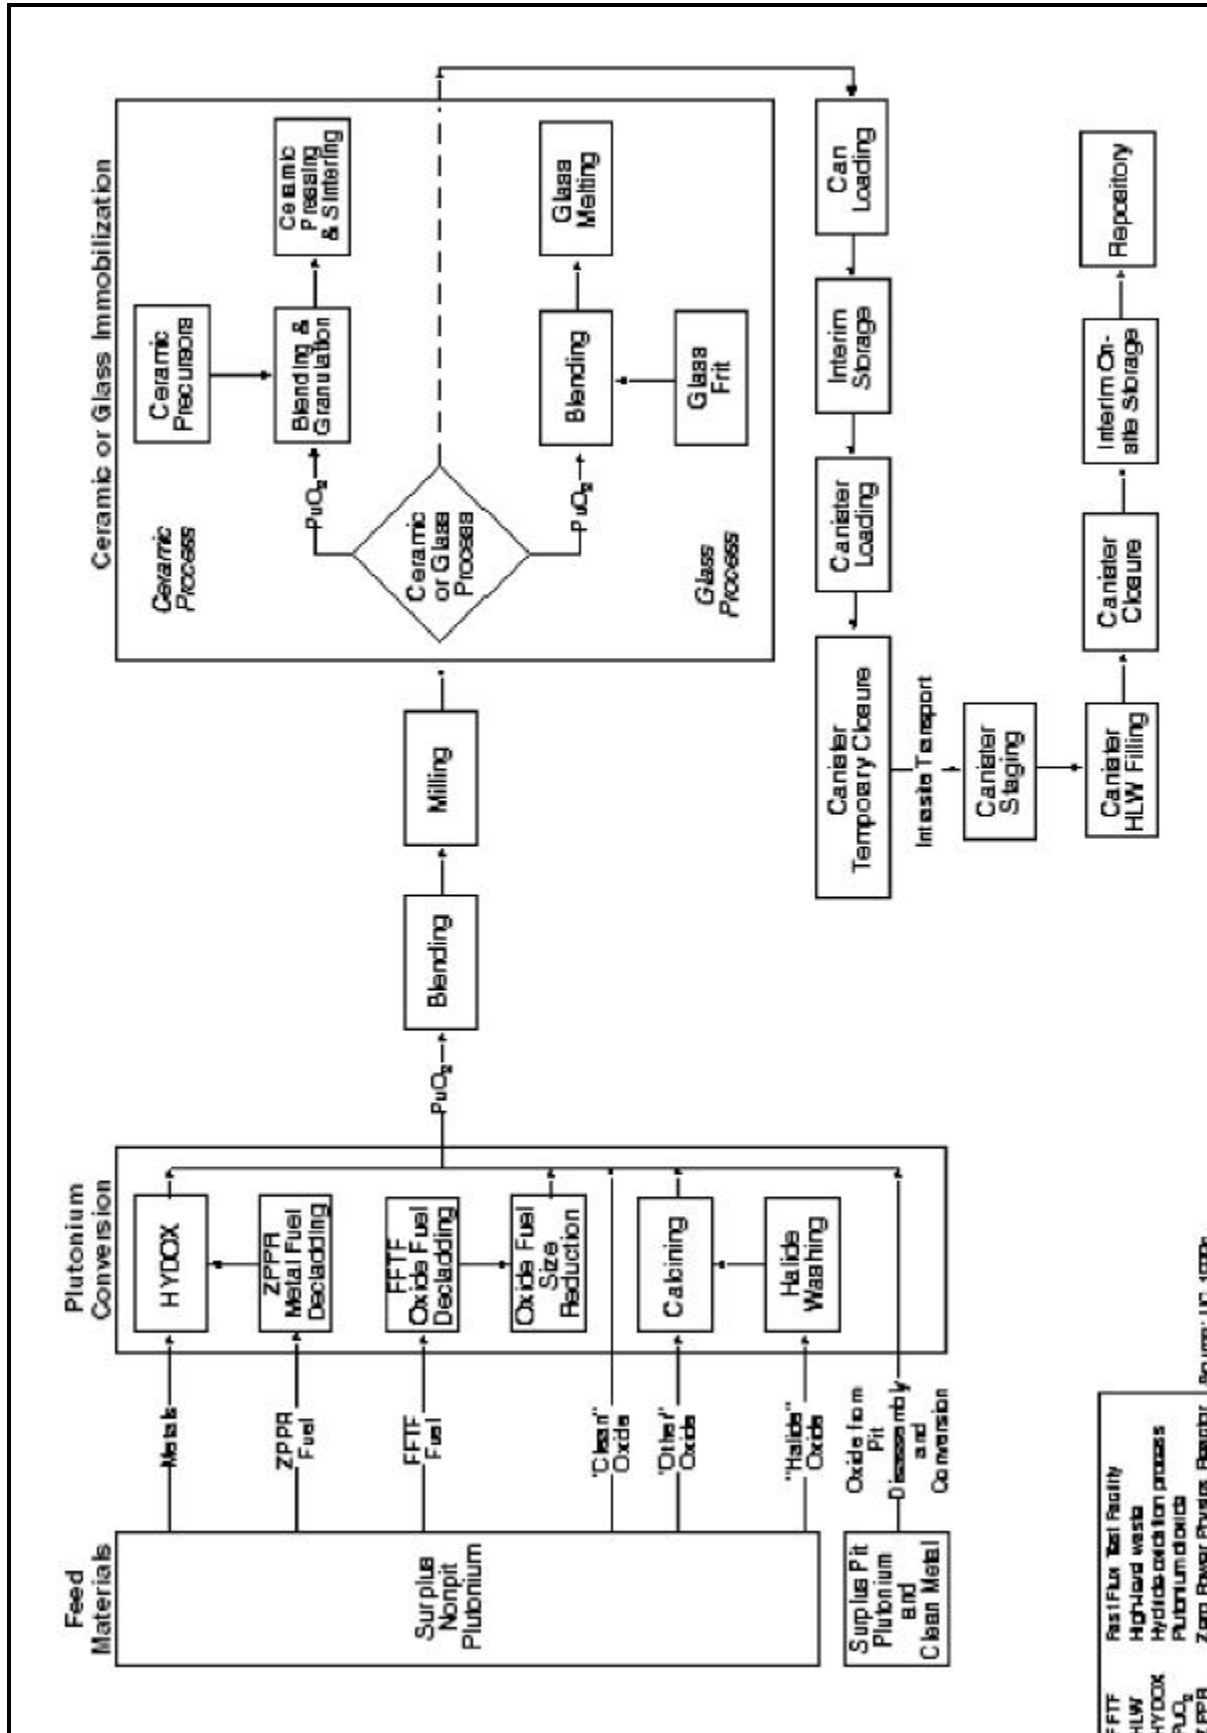 Feed
Materials
Surplus
Nonpit
Plutonium
Surplus Pit
Plutonium
and
Clean Metal
Metals
ZPPR
Fuel
FFTF
Fuel
"Clean"
Oxide
"Other"
Oxide
"Halide"
Oxide
Oxide from
Pit
Disassembly
and
Conversion
Plutonium
Conversion
HYDOX
ZPPR
Metal Fuel
Decladding
FFTF
Oxide Fuel
Decladding
Oxide Fuel
Size
Reduction
Calcining
Halide
Washing
PuO₂
Blending
Milling
Ceramic or Glass Immobilization
Ceramic
Process
Ceramic
Precursors
PuO₂
Blending &
Granulation
Ceramic
Pressing
& Sintering
Ceramic
or Glass
Process
PuO₂
Blending
Glass
Melting
Glass
Frit
Glass
Process
Can
Loading
Interim
Storage
Canister
Loading
Canister
Temporary Closure
Intrasite Transport
Canister
Staging
Canister
HLW Filling
Canister
Closure
Interim On-
site Storage
Repository
FFTF Fast Flux Test Facility
HLW High-level waste
HYDOX Hydride oxidation process
PuO₂ Plutonium dioxide
ZPPR Zero Power Physics Reactor